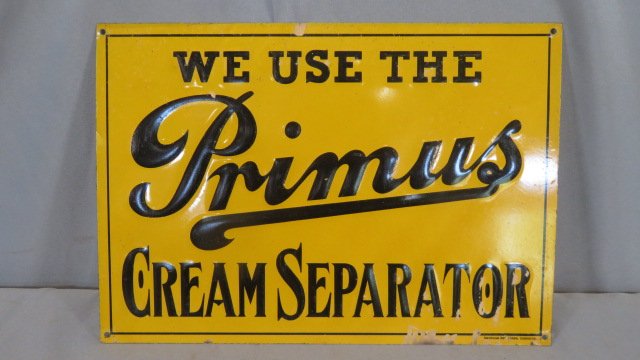 WE USE THE
Primus
CREAM SEPARATOR